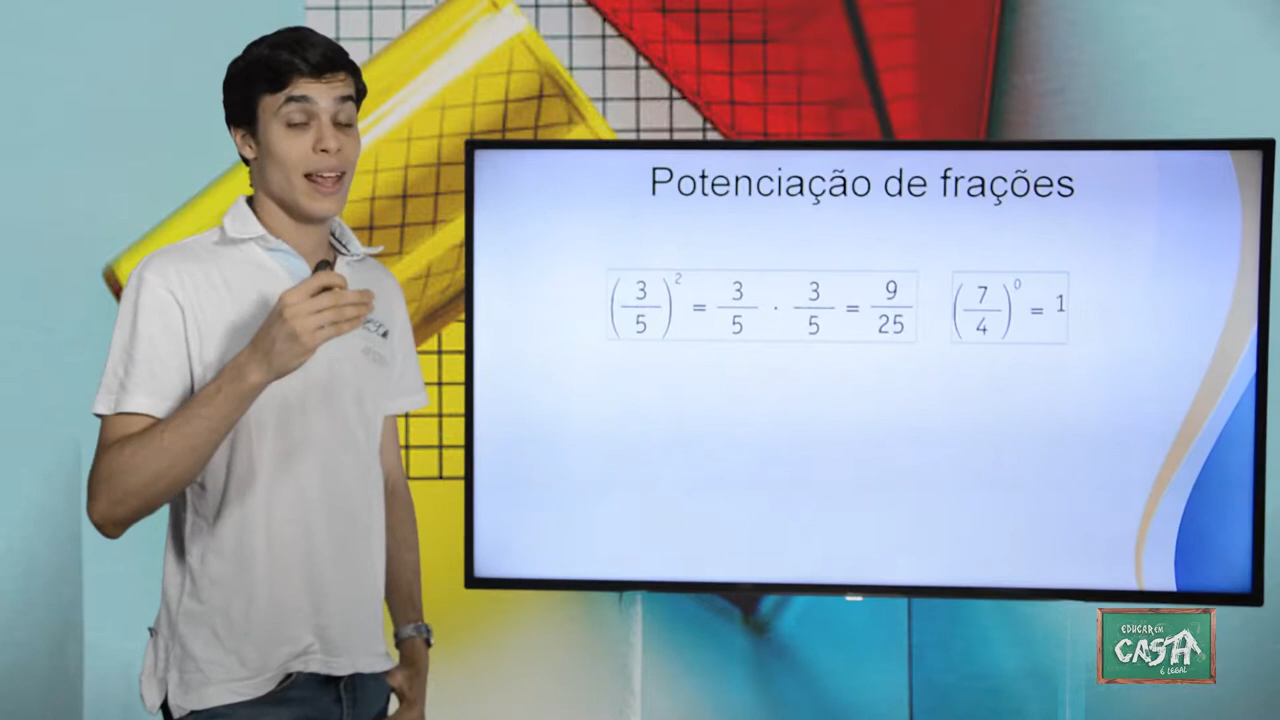 Potenciação de frações
(3/5)² = 3/5 · 3/5 = 9/25
(7/4)⁰ = 1
EDUCAR EM
CASA
É LEGAL